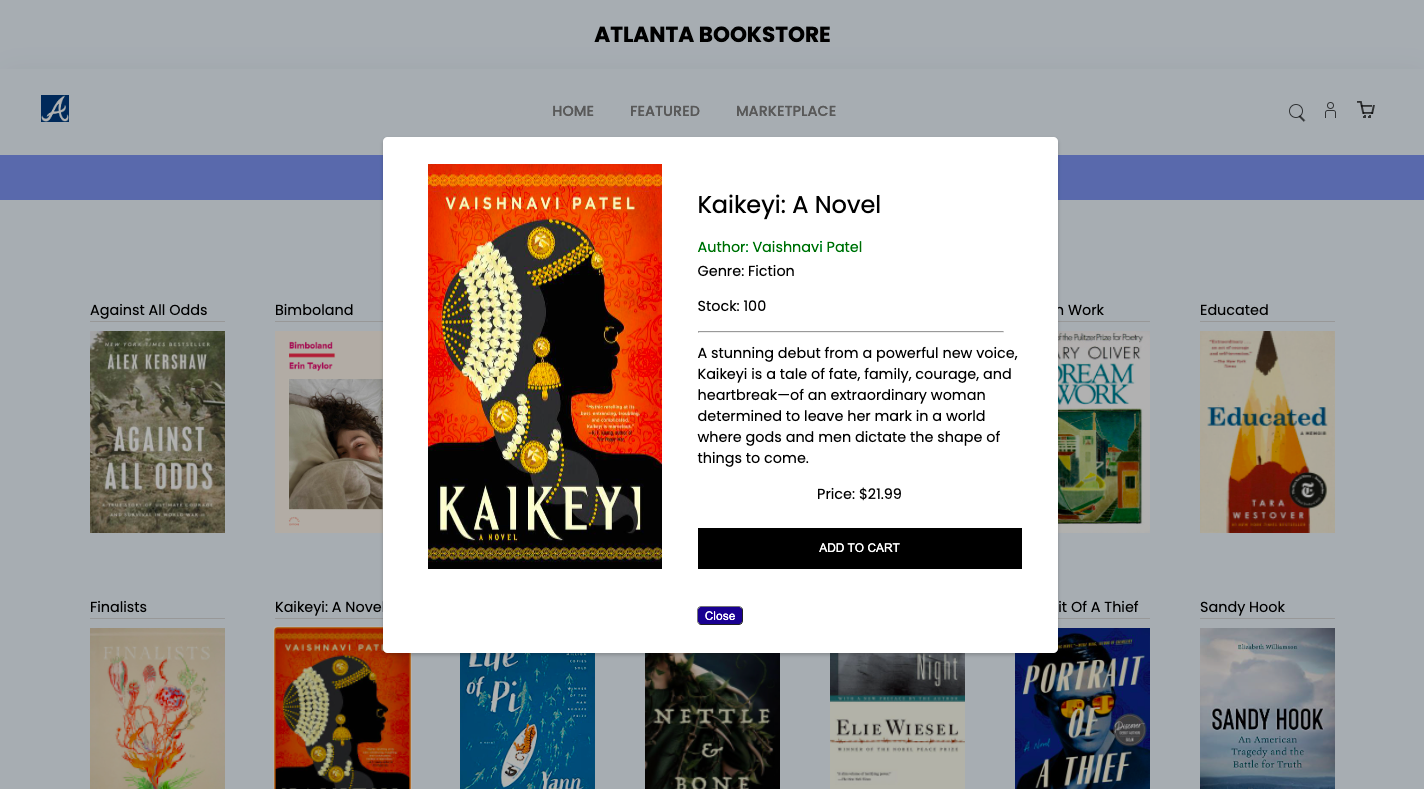 ATLANTA BOOKSTORE
HOME FEATURED MARKETPLACE
A
VAISHNAVI PATEL
KAIKEYI
A NOVEL
Kaikeyi: A Novel
Author: Vaishnavi Patel
Genre: Fiction
Stock: 100
A stunning debut from a powerful new voice,
Kaikeyi is a tale of fate, family, courage, and
heartbreak—of an extraordinary woman
determined to leave her mark in a world
where gods and men dictate the shape of
things to come.
Price: $21.99
ADD TO CART
Close
Against All Odds
NEW YORK TIMES BESTSELLER
ALEX KERSHAW
AGAINST
ALL ODDS
Bimboland
Bimboland
Erin Taylor
Work
of the Pulitzer Prize for Poetry
ARY OLIVER
DREAM
WORK
Educated
Educated
A MEMOIR
TARA
WESTOVER
Finalists
FINALISTS
Kaikeyi: A Nove
VAISHNAVI PATEL
Life
of Pi
Yann
NETTLE
&
BONE
Night
ELIE WIESEL
WINNER OF THE NOBEL PEACE PRIZE
it Of A Thief
PORTRAIT
OF
A THIEF
A Novel
Sandy Hook
Elizabeth Williamson
SANDY HOOK
An American
Tragedy and the
Battle for Truth